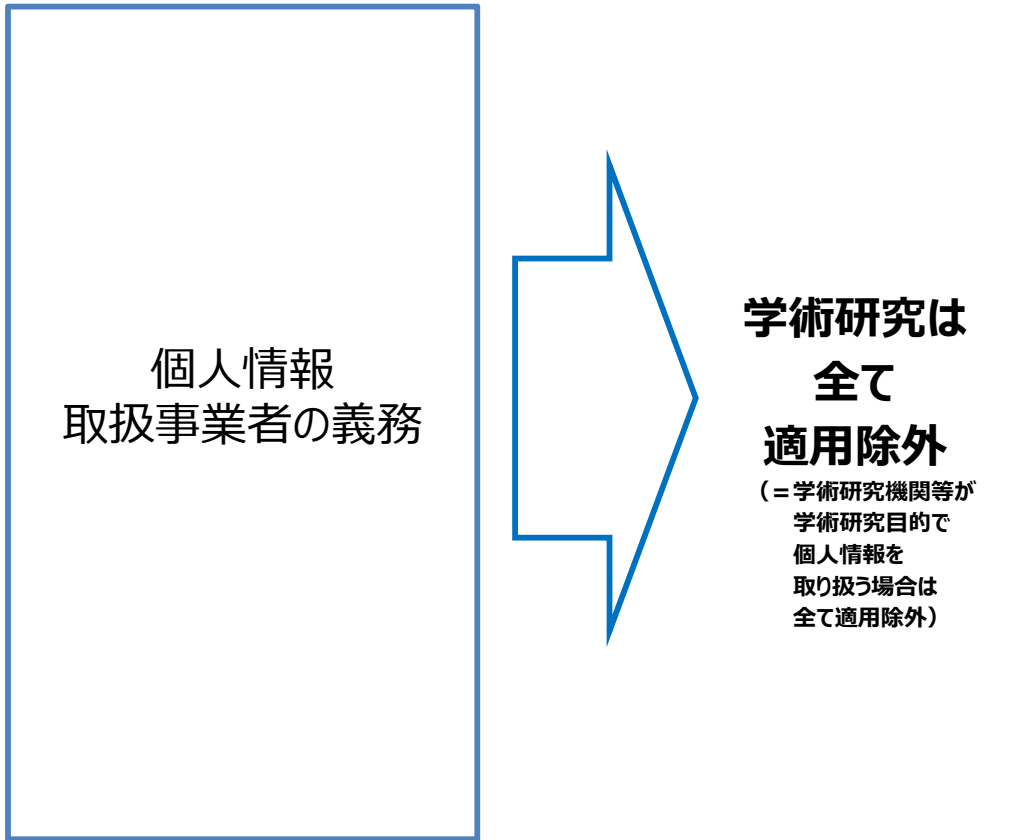 個人情報
取扱事業者の義務
学術研究は
全て
適用除外
（＝学術研究機関等が
学術研究目的で
個人情報を
取り扱う場合は
全て適用除外）